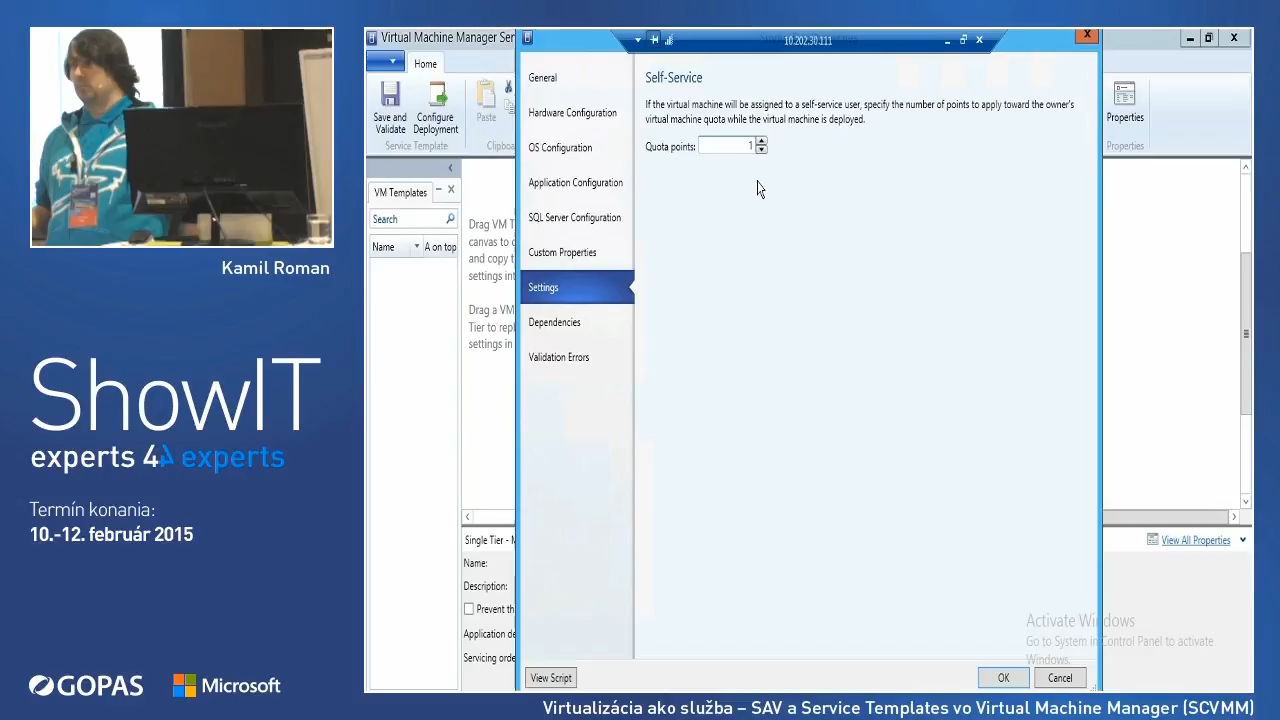 Kamil Roman
ShowIT
experts 4 experts
Termín konania:
10.-12. február 2015
GOPAS
Microsoft
Virtual Machine Manager Ser
Home
Save and
Validate
Configure
Deployment
Service Template
Paste
Clipboa
VM Templates
Search
Name
A on top
Drag VM T
canvas to c
and copy t
settings int
Drag a VM
Tier to repl
settings in
Single Tier - M
Name:
Description:
Prevent th
Application de
Servicing orde
10.202.30.111
General
Hardware Configuration
OS Configuration
Application Configuration
SQL Server Configuration
Custom Properties
Settings
Dependencies
Validation Errors
View Script
Self-Service
If the virtual machine will be assigned to a self-service user, specify the number of points to apply toward the owner's
virtual machine quota while the virtual machine is deployed.
Quota points: 1
OK
Cancel
Properties
Properties
View All Properties
Activate Windows
Go to System in Control Panel to activate
Windows.
Virtualizácia ako služba – SAV a Service Templates vo Virtual Machine Manager (SCVMM)